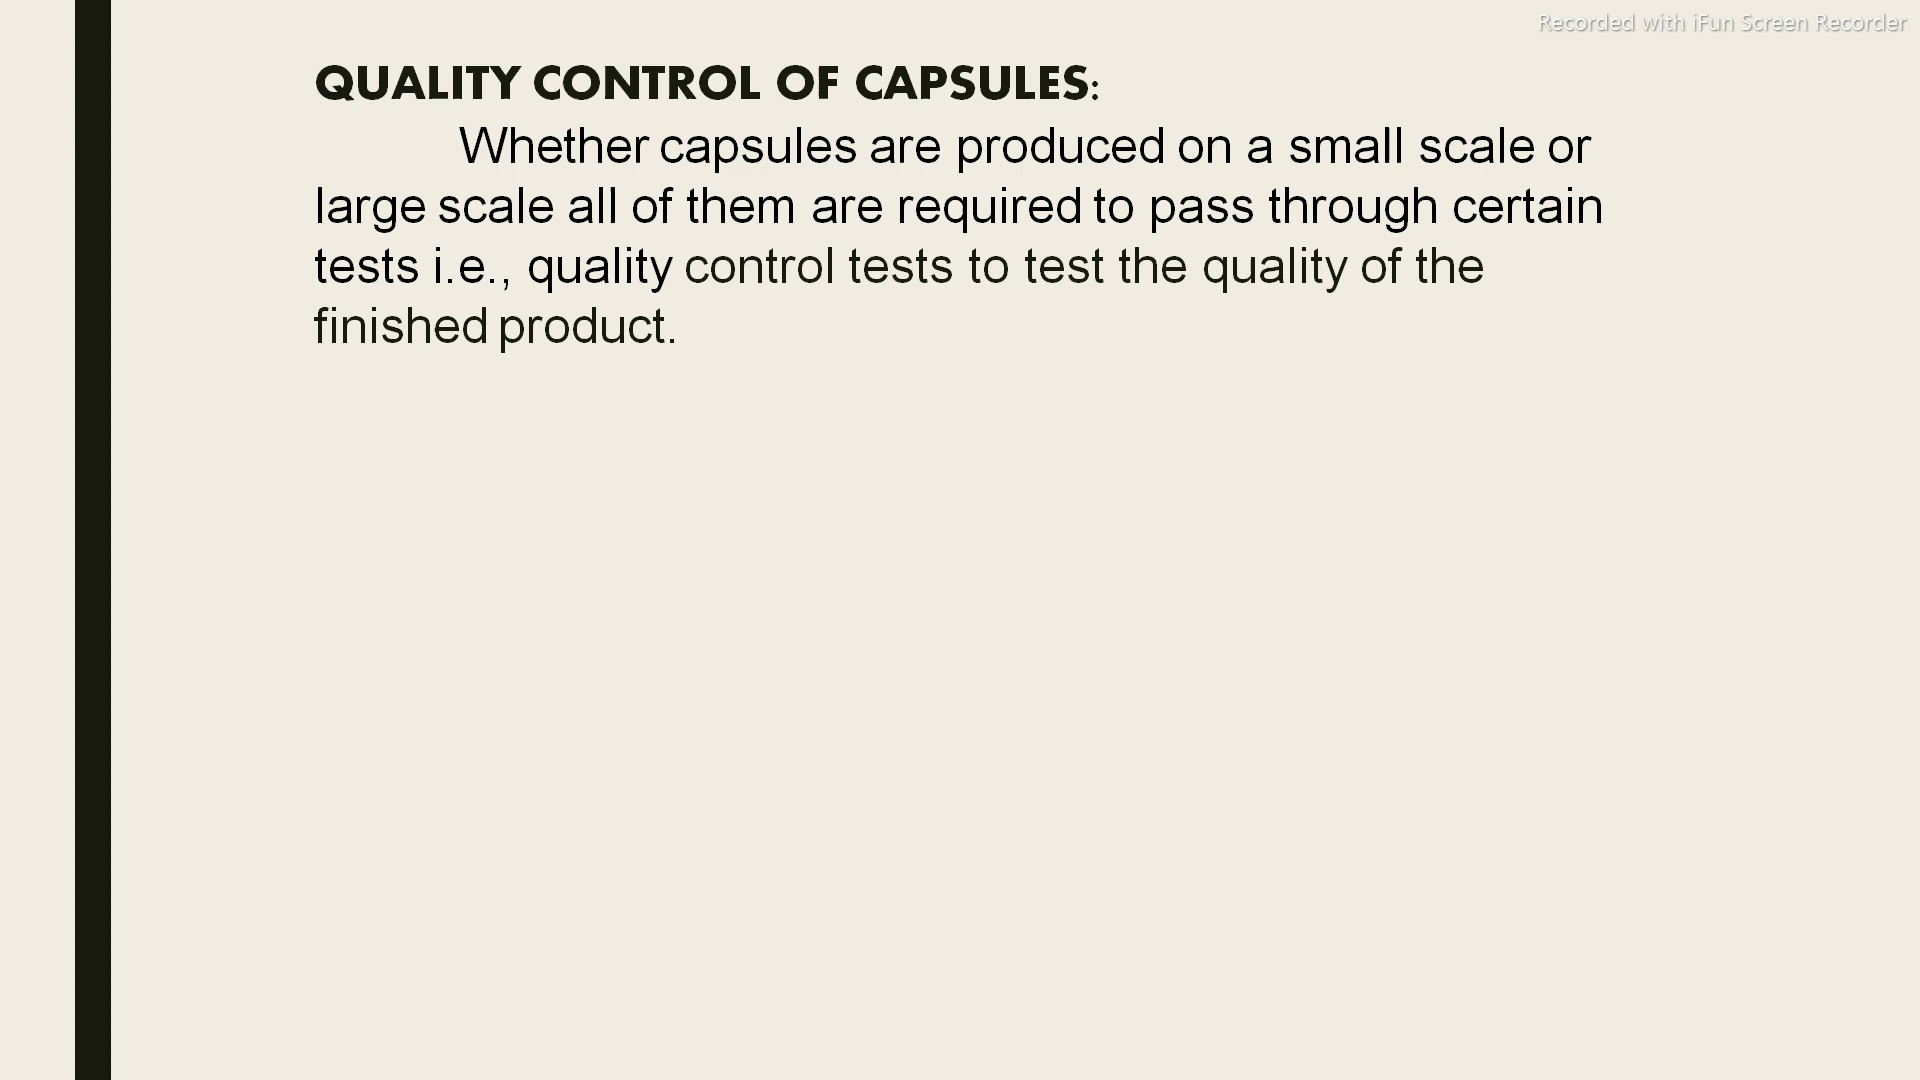 Recorded with iFun Screen Recorder
QUALITY CONTROL OF CAPSULES:
Whether capsules are produced on a small scale or
large scale all of them are required to pass through certain
tests i.e., quality control tests to test the quality of the
finished product.